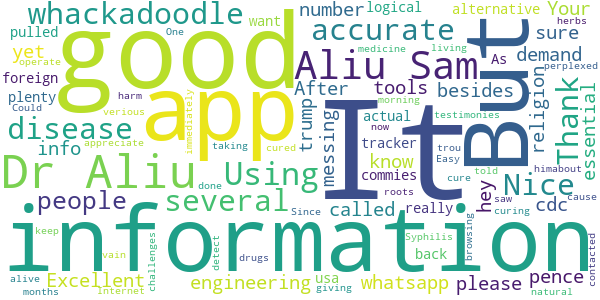 whackadoodle
number
logical
alternative
Your
One
want
herbs
pulled
yet
good
accurate
sure
As
operate
foreign
Aliu Sam
medicine
living
perplexed
plenty
Could
After
besides
demand
harm
various
app
tools
But
disease
immediately
appreciate
trump
messing
actual
testimonies
religion
Thank
essential
info
taking
cured
tracker
morning
trou
now
Easy
Dr Aliu
Using
know
commies
told
himabout
It
hey
Nice
cure
roots
people
several
called
really
saw
curing
cdc
cause
Since
done
browsing
Syphilis
information
keep
vain
challenges
detect
drugs
whatsapp
please
pence
contacted
alive
Excellent
engineering
usa
back
months
Internet
giving
natural